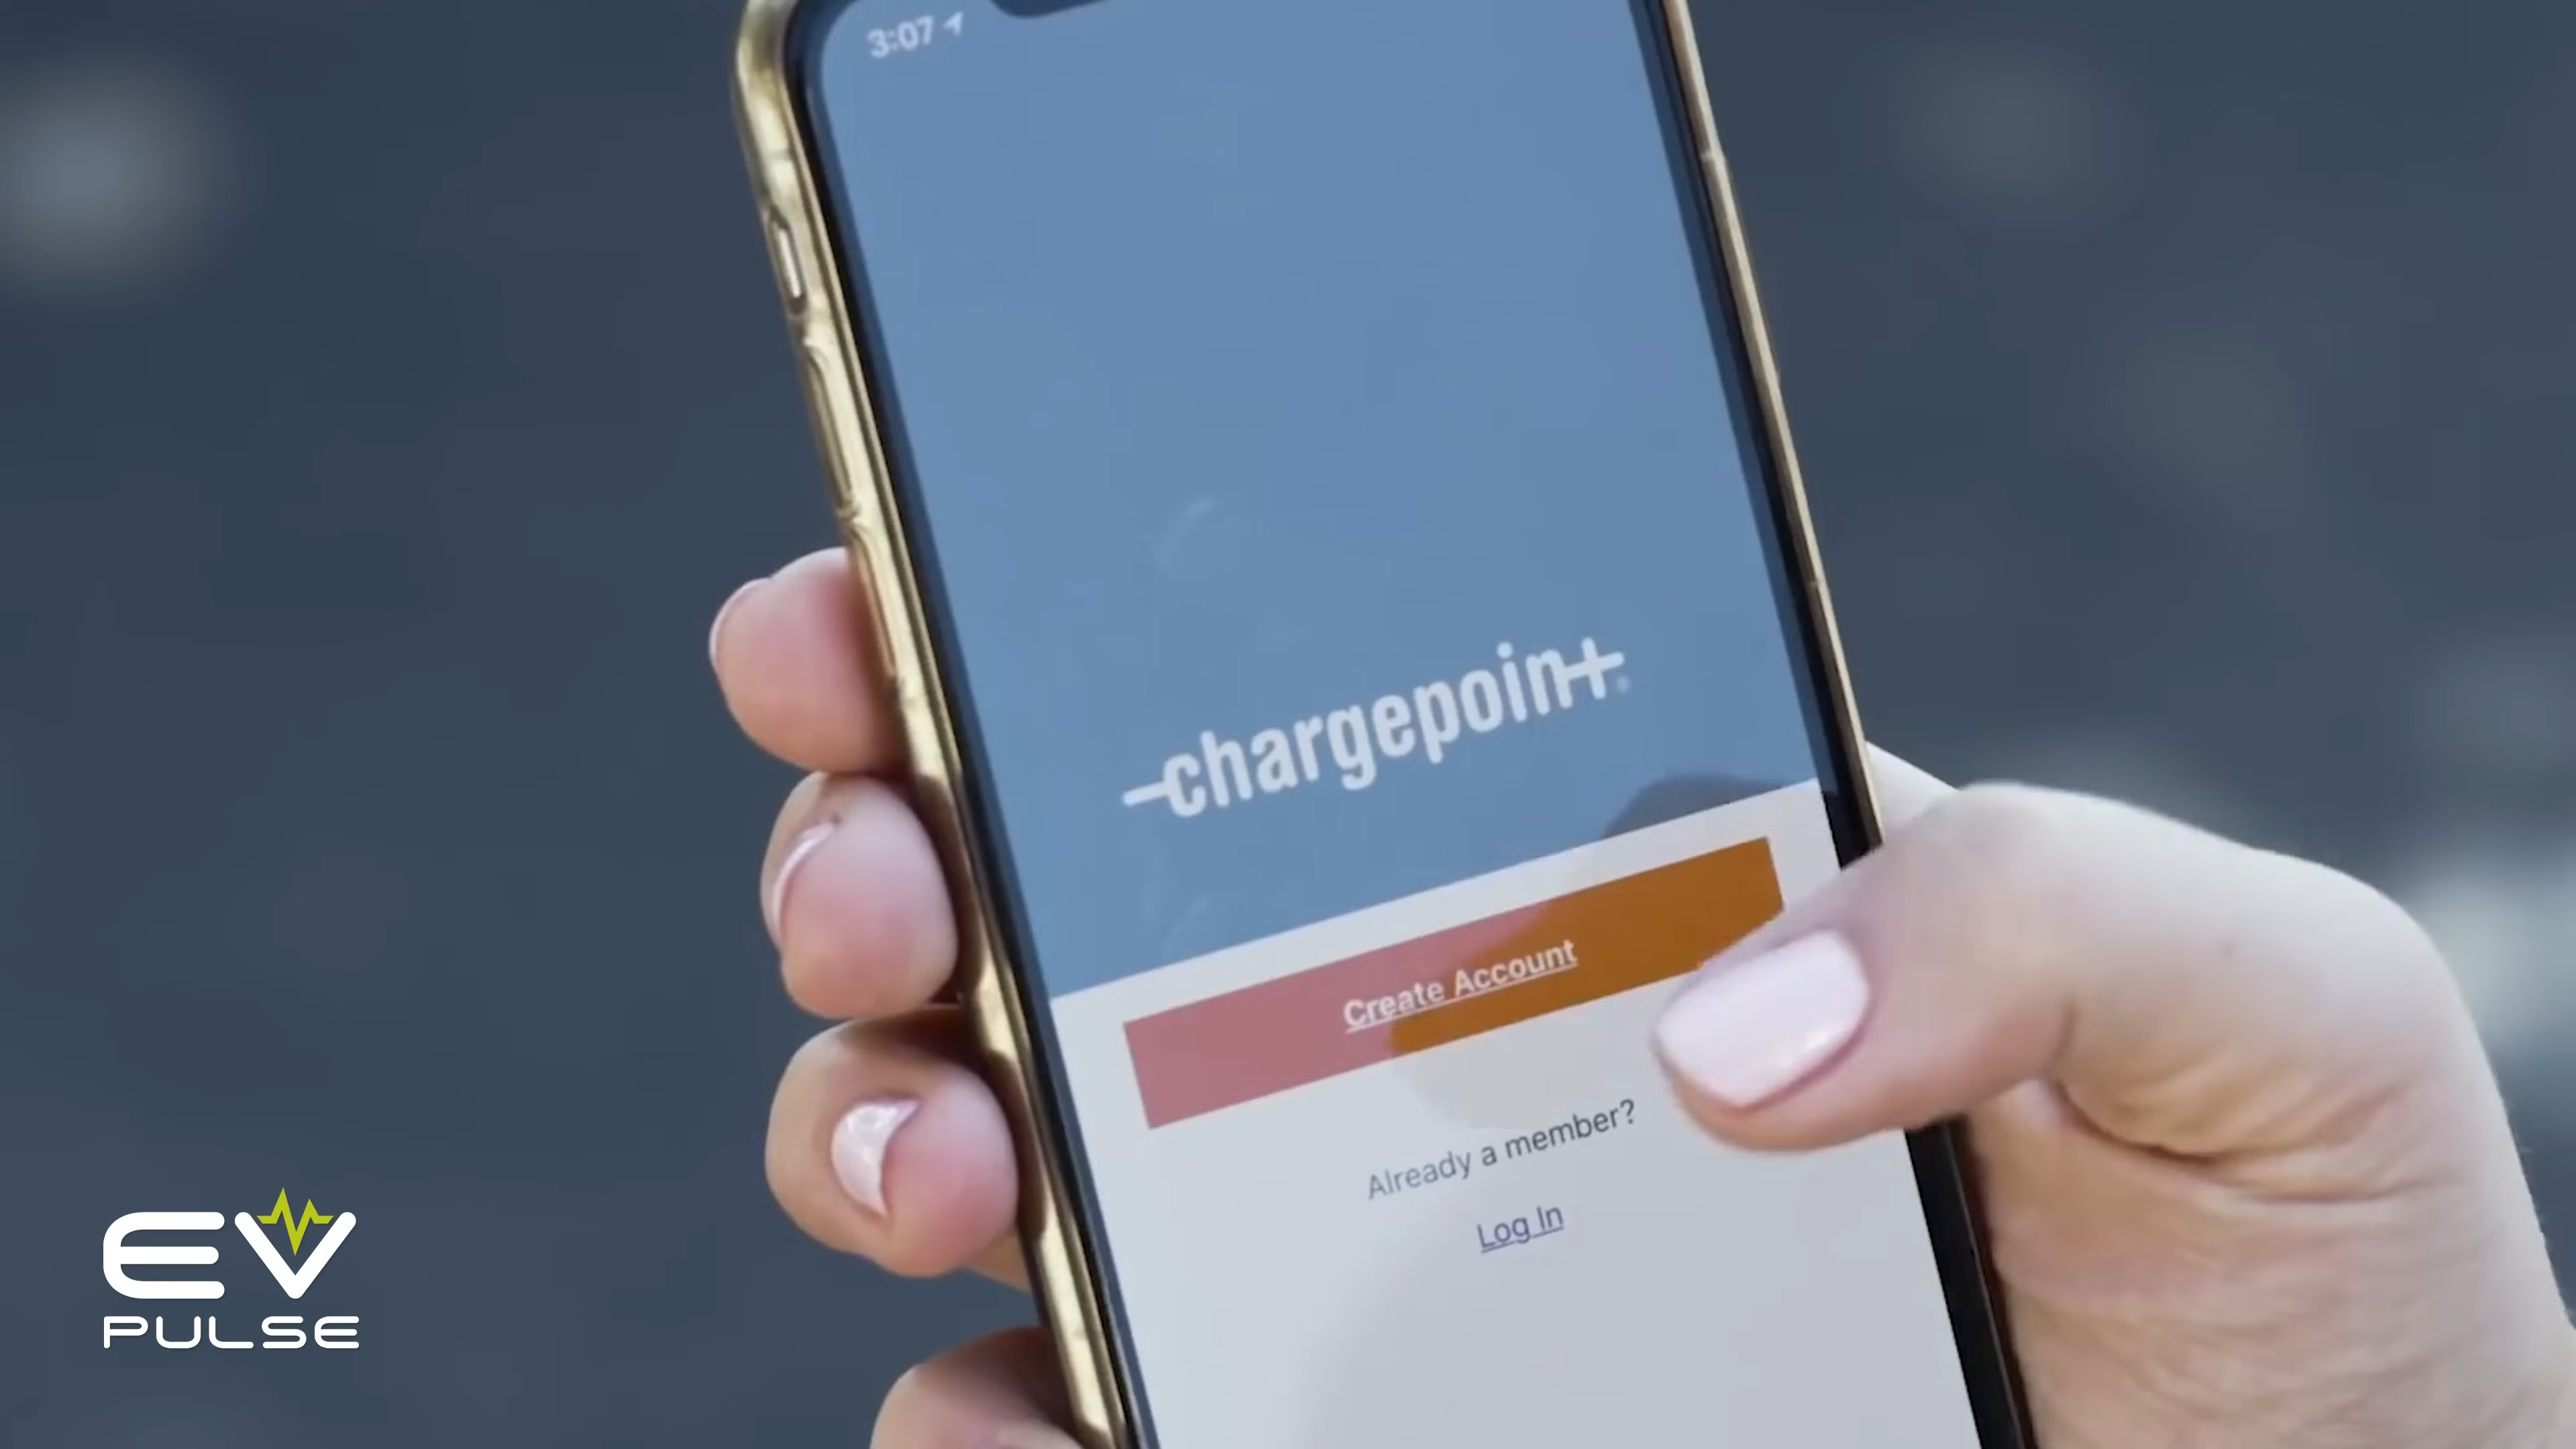 3:07
chargepoint
Create Account
Already a member?
Log In
EV
PULSE